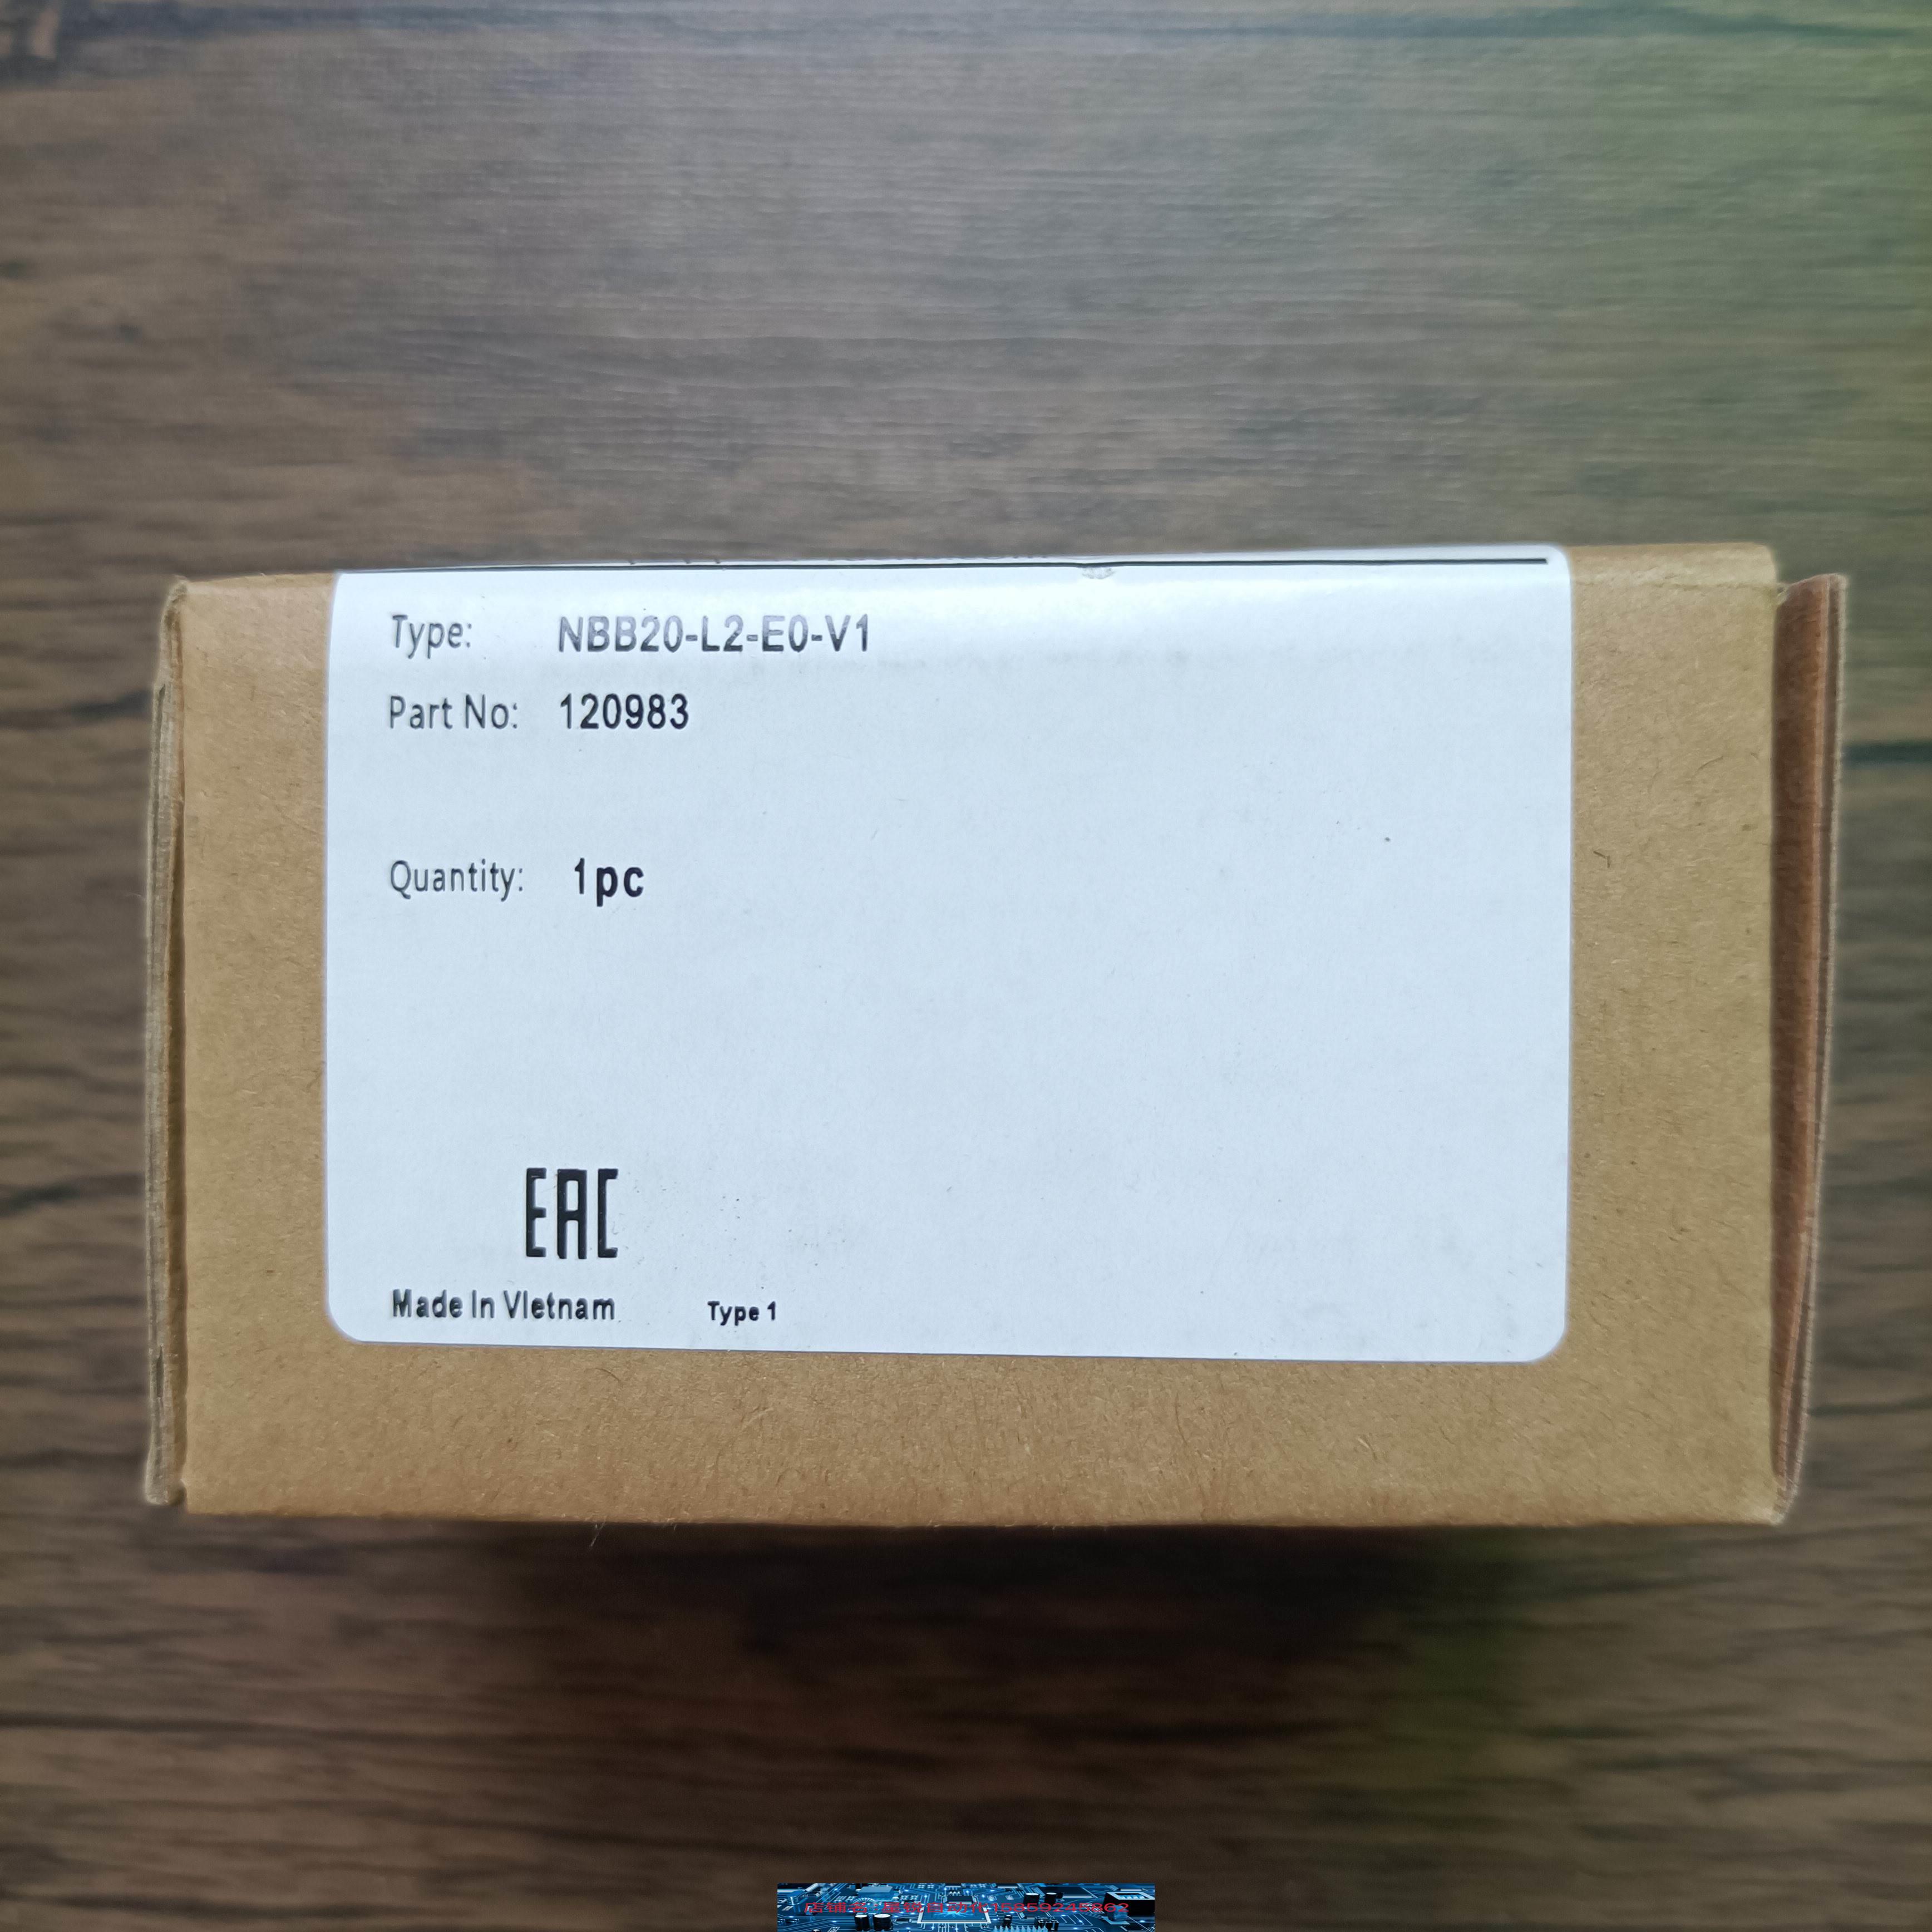 Type: NBB20-L2-E0-V1
Part No: 120983
Quantity: 1pc
EAC
Made In VIetnam Type 1